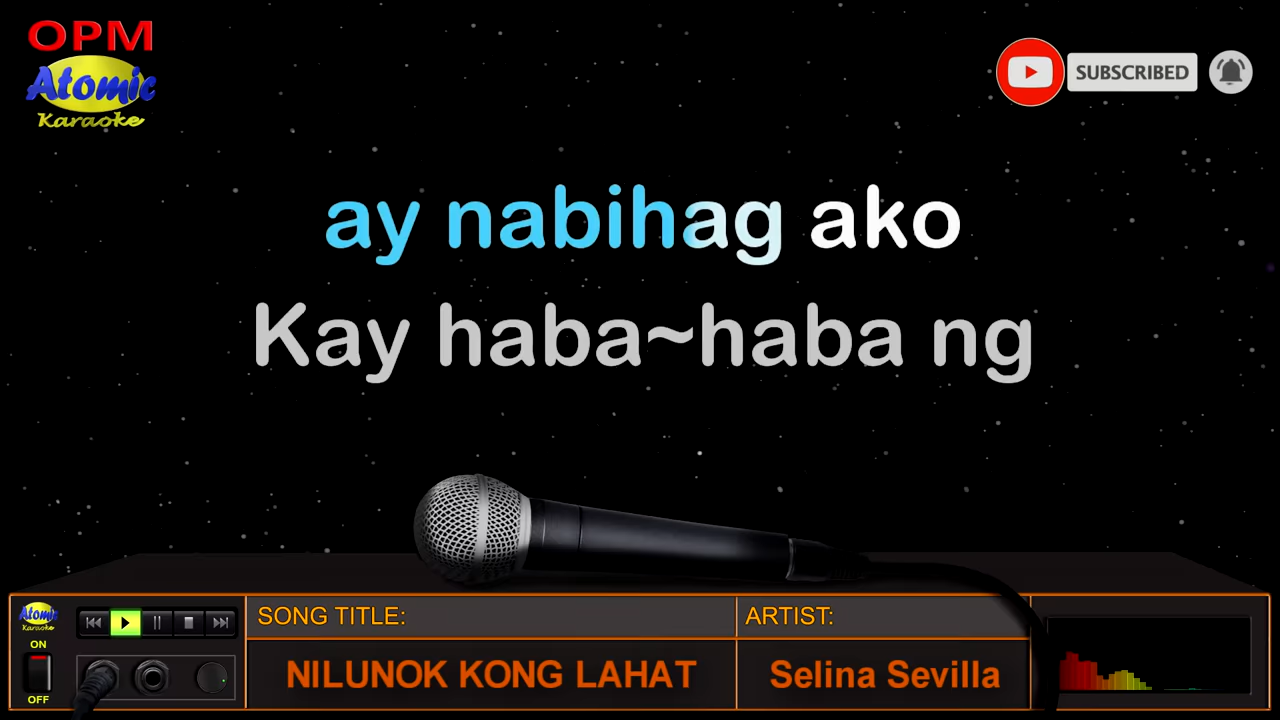 OPM
Atomic
Karaoke
SUBSCRIBED
ay nabihag ako
Kay haba~haba ng
Atomic
Karaoke
ON
OFF
SONG TITLE:
ARTIST:
NILUNOK KONG LAHAT
Selina Sevilla